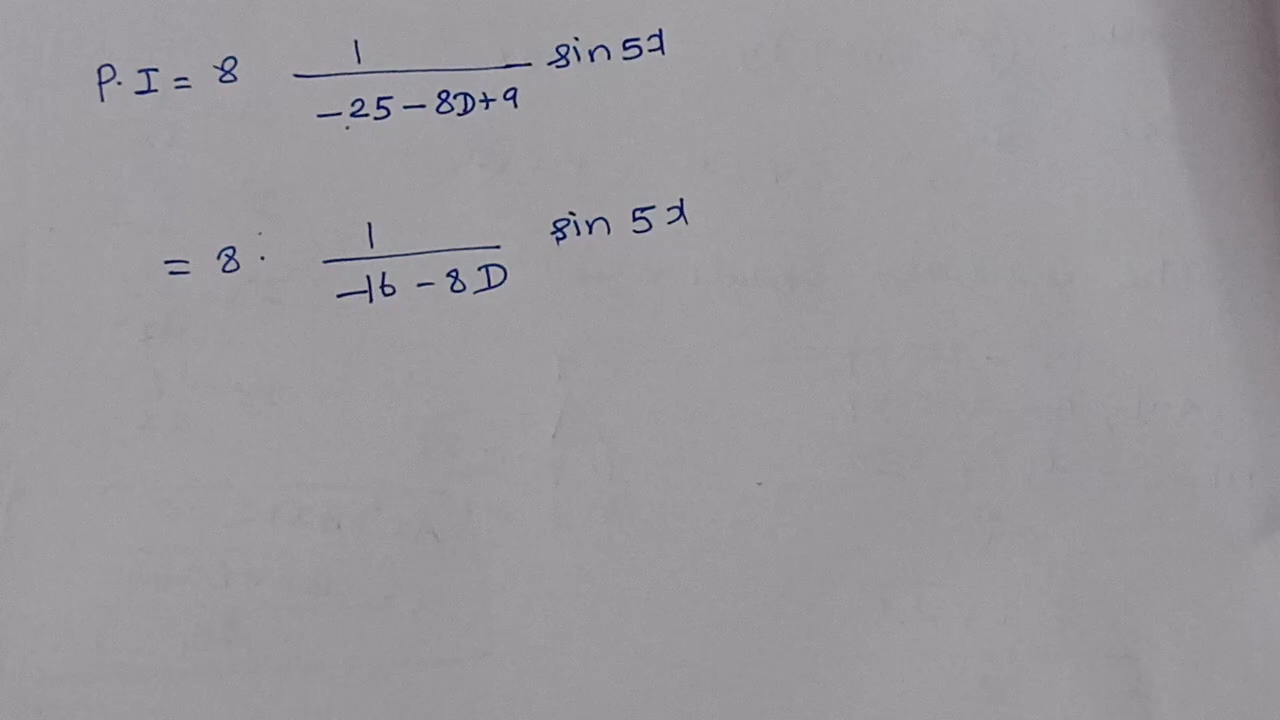 P.I = 8 1/(-25-8D+9) sin 5x
= 8. 1/(-16-8D) sin 5x